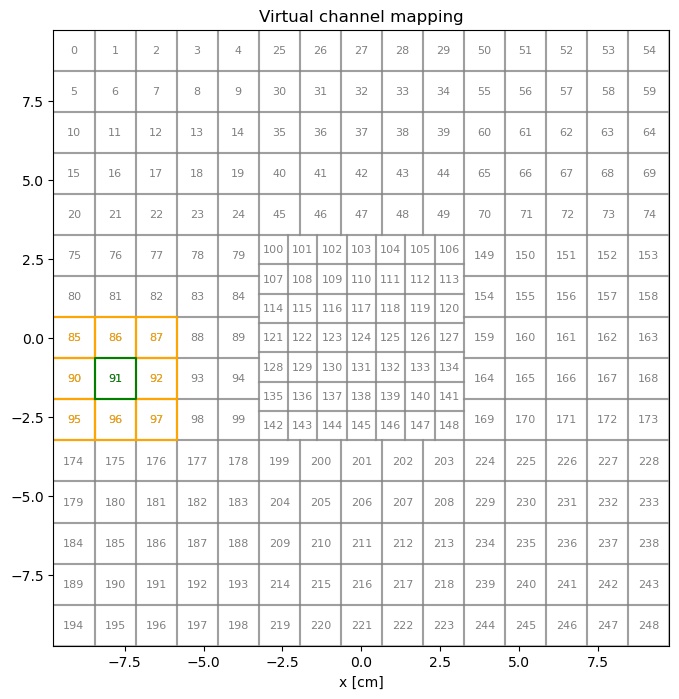 Virtual channel mapping
0 1 2 3 4 25 26 27 28 29 50 51 52 53 54
7.5
5 6 7 8 9 30 31 32 33 34 55 56 57 58 59
10 11 12 13 14 35 36 37 38 39 60 61 62 63 64
5.0
15 16 17 18 19 40 41 42 43 44 65 66 67 68 69
20 21 22 23 24 45 46 47 48 49 70 71 72 73 74
2.5
75 76 77 78 79 100 101 102 103 104 105 106 149 150 151 152 153
107 108 109 110 111 112 113
80 81 82 83 84 154 155 156 157 158
114 115 116 117 118 119 120
0.0
85 86 87 88 89 121 122 123 124 125 126 127 159 160 161 162 163
128 129 130 131 132 133 134
90 91 92 93 94 164 165 166 167 168
135 136 137 138 139 140 141
−2.5
95 96 97 98 99 142 143 144 145 146 147 148 169 170 171 172 173
174 175 176 177 178 199 200 201 202 203 224 225 226 227 228
−5.0
179 180 181 182 183 204 205 206 207 208 229 230 231 232 233
184 185 186 187 188 209 210 211 212 213 234 235 236 237 238
−7.5
189 190 191 192 193 214 215 216 217 218 239 240 241 242 243
194 195 196 197 198 219 220 221 222 223 244 245 246 247 248
−7.5 −5.0 −2.5 0.0 2.5 5.0 7.5
x [cm]